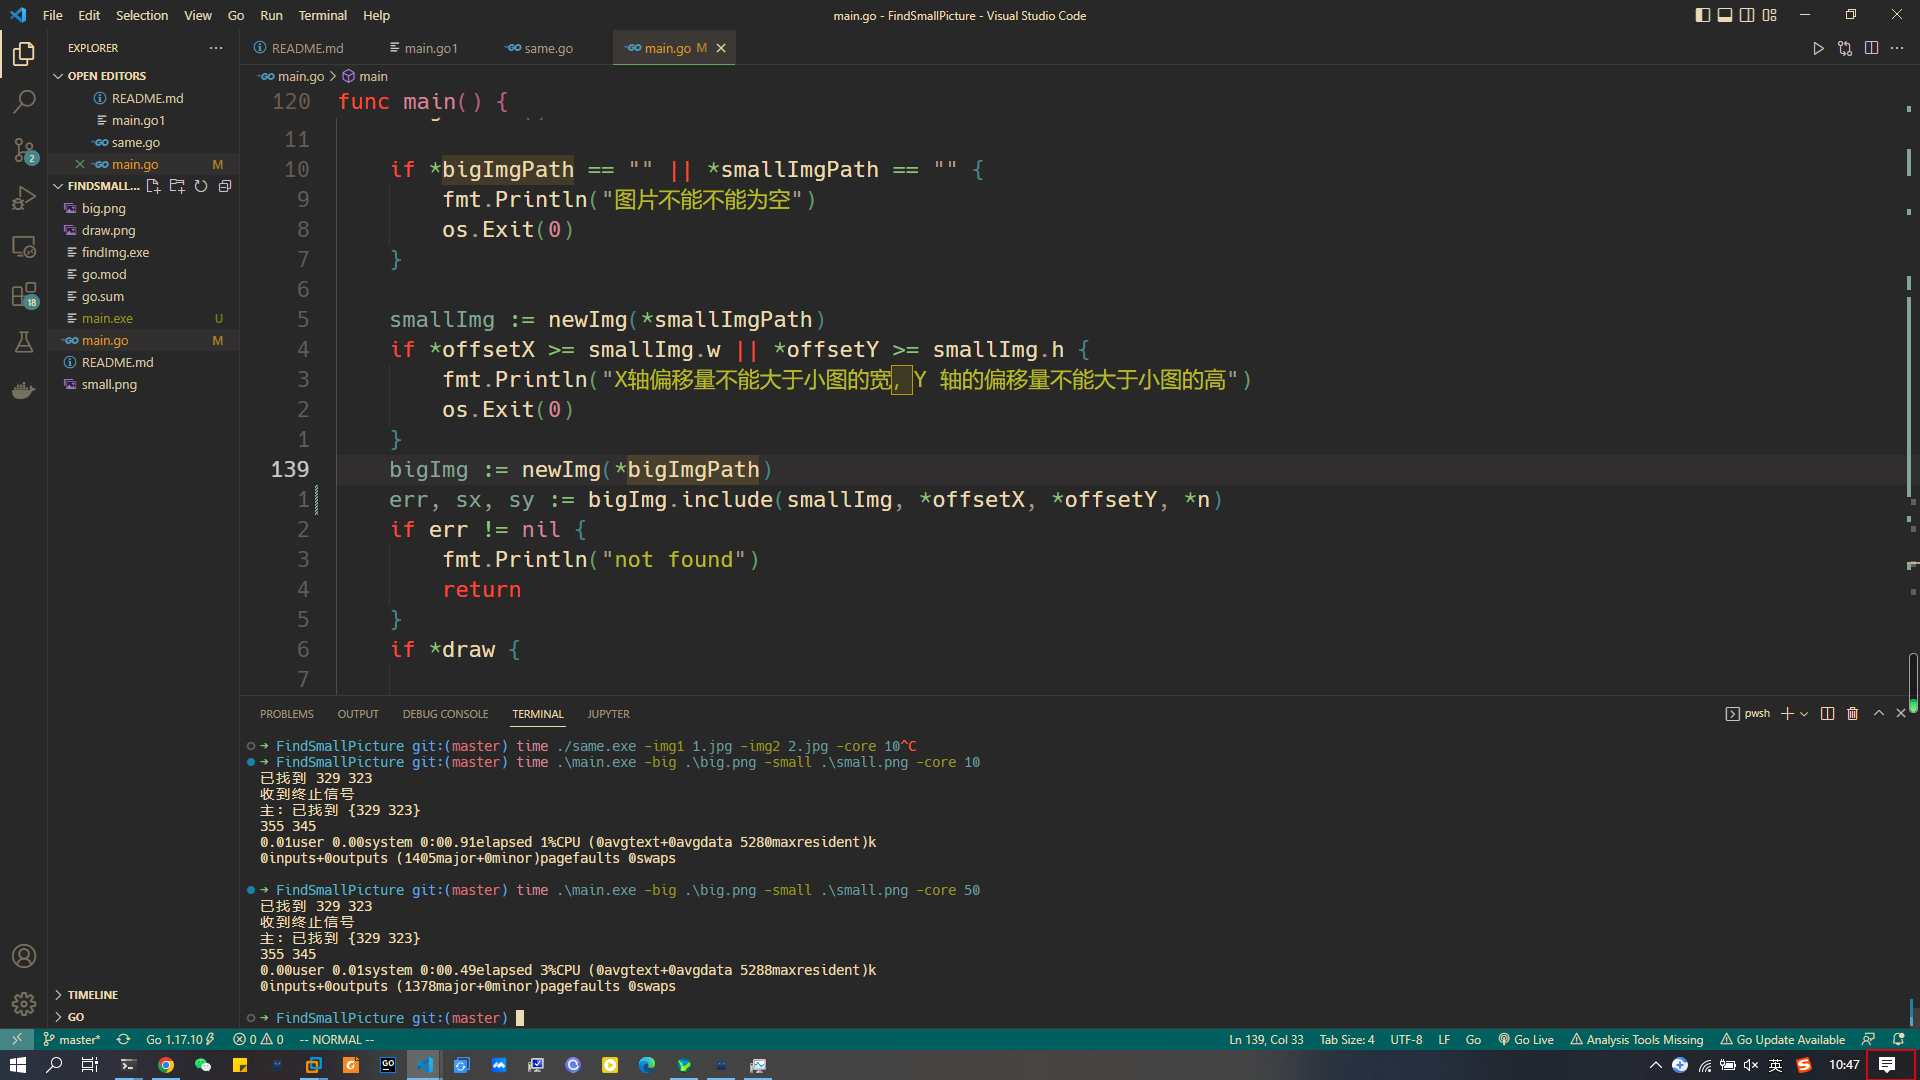 File Edit Selection View Go Run Terminal Help
main.go - FindSmallPicture - Visual Studio Code
EXPLORER
OPEN EDITORS
README.md
main.go1
same.go
main.go M
FINDSMALL...
big.png
draw.png
findImg.exe
go.mod
go.sum
main.exe U
main.go M
README.md
small.png
TIMELINE
GO
2
18
README.md main.go1 same.go main.go M
main.go > main
120 func main() {
11
10 if *bigImgPath == "" || *smallImgPath == "" {
9 fmt.Println("图片不能不能为空")
8 os.Exit(0)
7 }
6
5 smallImg := newImg(*smallImgPath)
4 if *offsetX >= smallImg.w || *offsetY >= smallImg.h {
3 fmt.Println("X轴偏移量不能大于小图的宽，Y 轴的偏移量不能大于小图的高")
2 os.Exit(0)
1 }
139 bigImg := newImg(*bigImgPath)
1 err, sx, sy := bigImg.include(smallImg, *offsetX, *offsetY, *n)
2 if err != nil {
3 fmt.Println("not found")
4 return
5 }
6 if *draw {
7
PROBLEMS OUTPUT DEBUG CONSOLE TERMINAL JUPYTER
pwsh
→ FindSmallPicture git:(master) time ./same.exe -img1 1.jpg -img2 2.jpg -core 10^C
→ FindSmallPicture git:(master) time .\main.exe -big .\big.png -small .\small.png -core 10
已找到 329 323
收到终止信号
主: 已找到 {329 323}
355 345
0.01user 0.00system 0:00.91elapsed 1%CPU (0avgtext+0avgdata 5280maxresident)k
0inputs+0outputs (1405major+0minor)pagefaults 0swaps
→ FindSmallPicture git:(master) time .\main.exe -big .\big.png -small .\small.png -core 50
已找到 329 323
收到终止信号
主: 已找到 {329 323}
355 345
0.00user 0.01system 0:00.49elapsed 3%CPU (0avgtext+0avgdata 5288maxresident)k
0inputs+0outputs (1378major+0minor)pagefaults 0swaps
→ FindSmallPicture git:(master)
master* Go 1.17.10 0 0 -- NORMAL --
Ln 139, Col 33 Tab Size: 4 UTF-8 LF Go Go Live Analysis Tools Missing Go Update Available
英 10:47